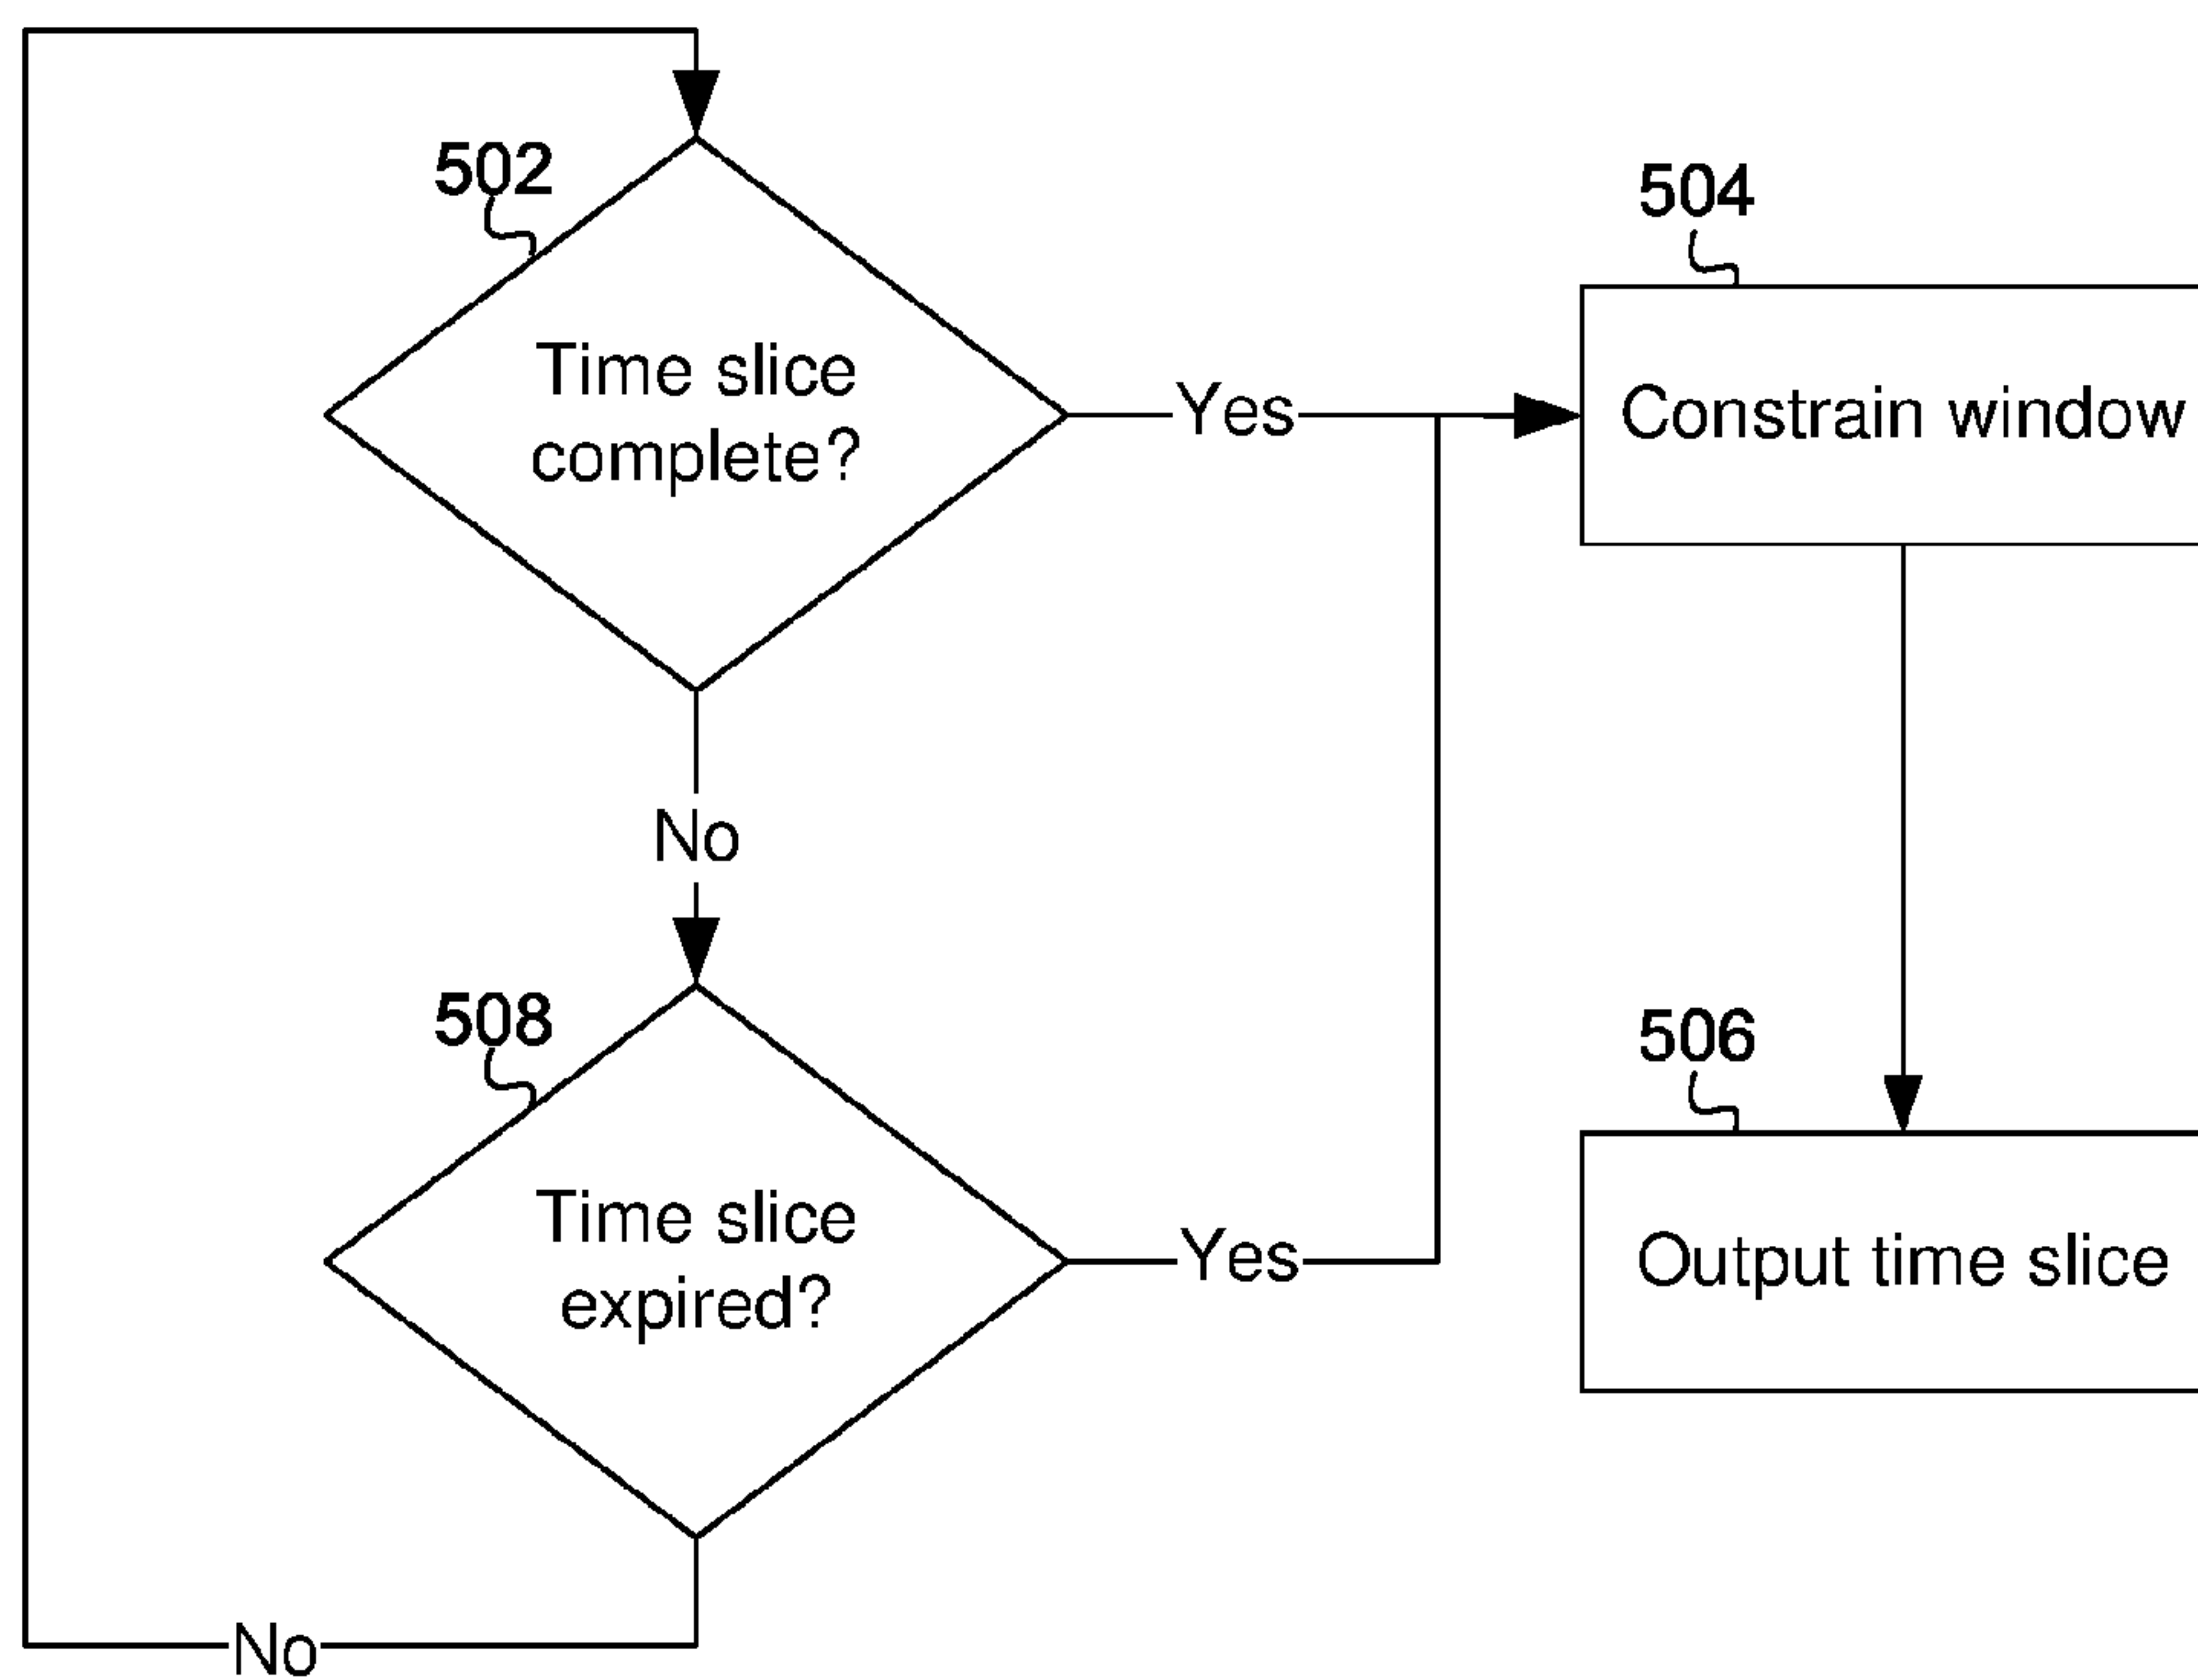 502
Time slice
complete?
Yes
504
Constrain window
No
508
Time slice
expired?
Yes
506
Output time slice
No